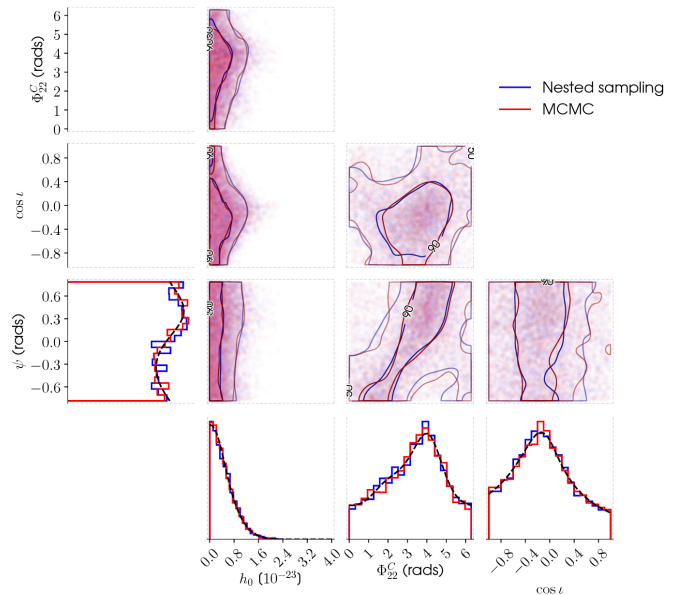 6
5
4
3
2
1
0
Φ₂₂ᶜ (rads)
Nested sampling
MCMC
0.8
0.4
0.0
−0.4
−0.8
cos ι
90
0.6
0.3
0.0
−0.3
−0.6
ψ (rads)
90
0.0 0.8 1.6 2.4 3.2 4.0
h₀ (10⁻²³)
0 1 2 3 4 5 6
Φ₂₂ᶜ (rads)
−0.8 −0.4 0.0 0.4 0.8
cos ι